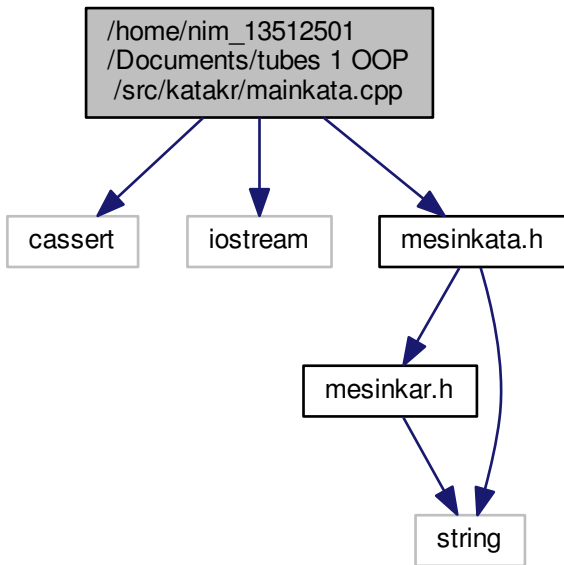 /home/nim_13512501
/Documents/tubes 1 OOP
/src/katakr/mainkata.cpp
cassert
iostream
mesinkata.h
mesinkar.h
string